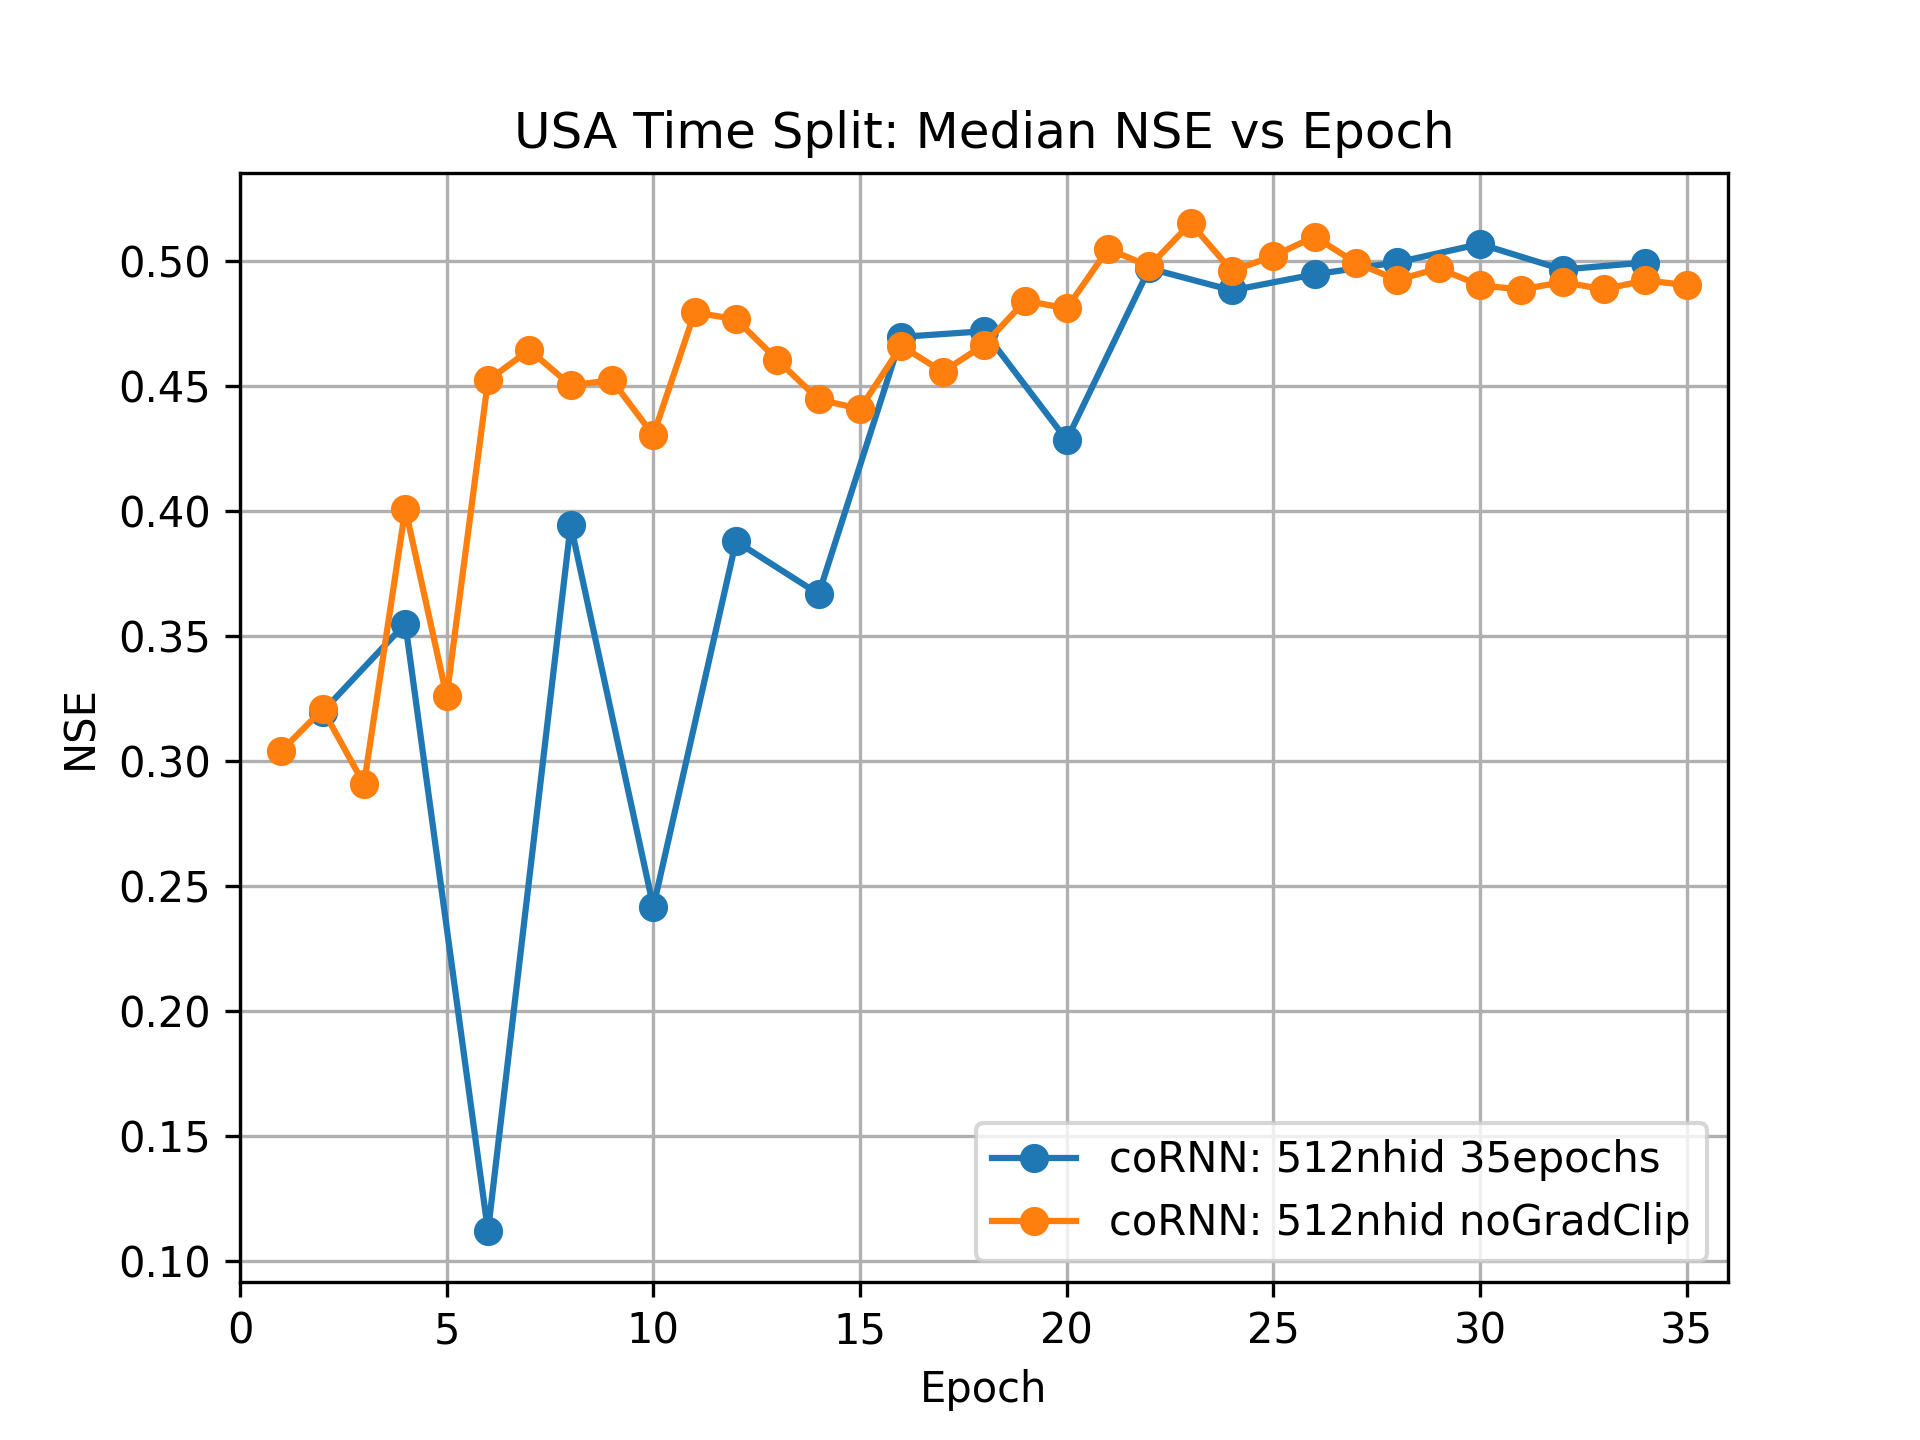 USA Time Split: Median NSE vs Epoch
NSE
0.50
0.45
0.40
0.35
0.30
0.25
0.20
0.15
0.10
coRNN: 512nhid 35epochs
coRNN: 512nhid noGradClip
0 5 10 15 20 25 30 35
Epoch